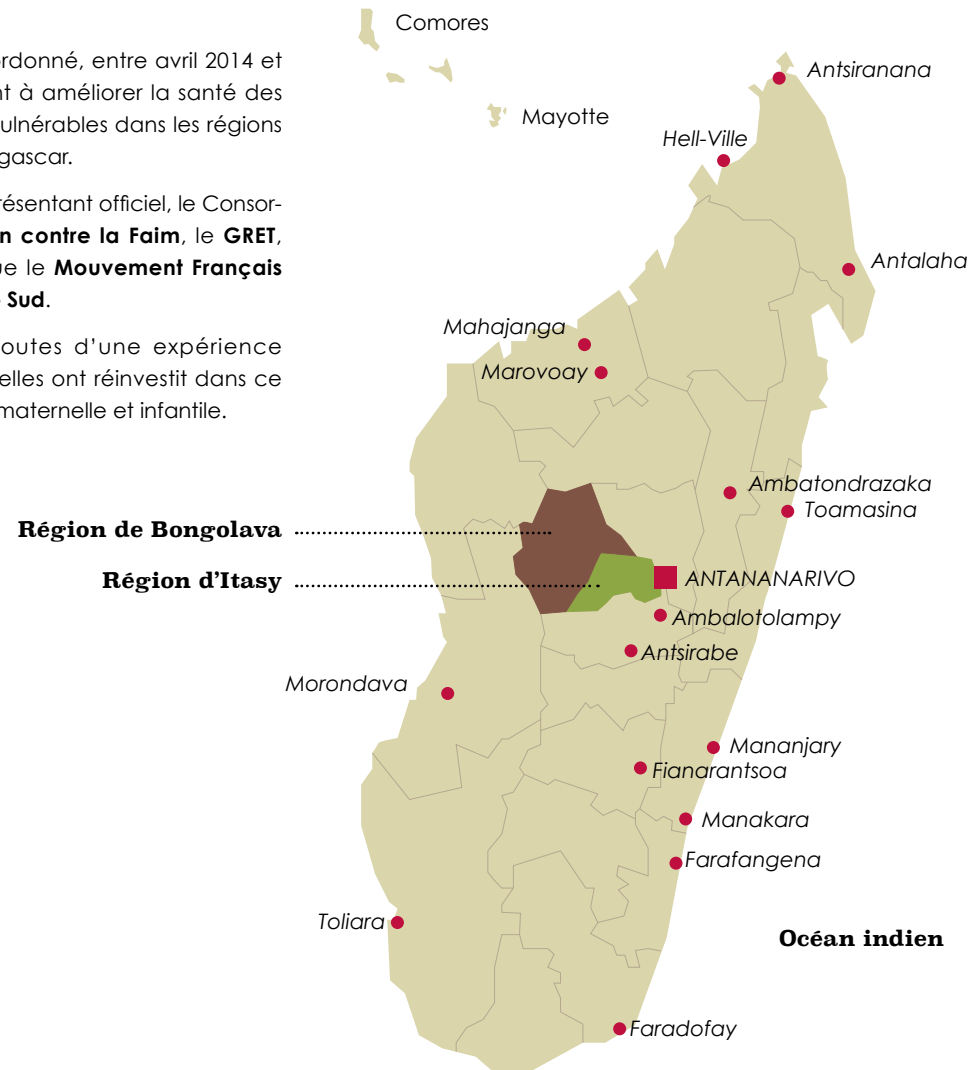 rdonné, entre avril 2014 et
nt à améliorer la santé des
ulnérables dans les régions
gascar.
résentant officiel, le Consor-
n contre la Faim, le GRET,
ue le Mouvement Français
Sud.
outes d'une expérience
elles ont réinvestit dans ce
maternelle et infantile.
Comores
Mayotte
Antsiranana
Hell-Ville
Antalaha
Mahajanga
Marovoay
Ambatondrazaka
Toamasina
Région de Bongolava
Région d'Itasy
ANTANANARIVO
Ambalotolampy
Antsirabe
Morondava
Mananjary
Fianarantsoa
Manakara
Farafangena
Toliara
Océan indien
Faradofay